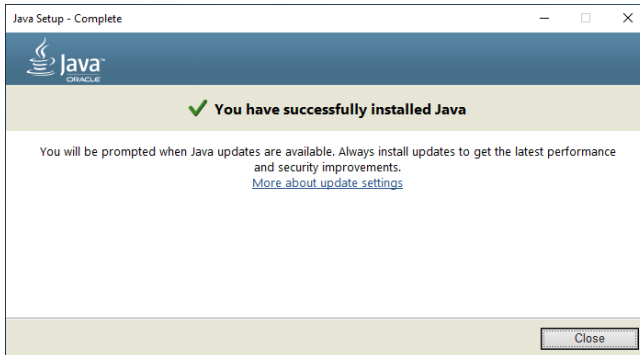 Java Setup - Complete
Java™
ORACLE
You have successfully installed Java
You will be prompted when Java updates are available. Always install updates to get the latest performance
and security improvements.
More about update settings
Close